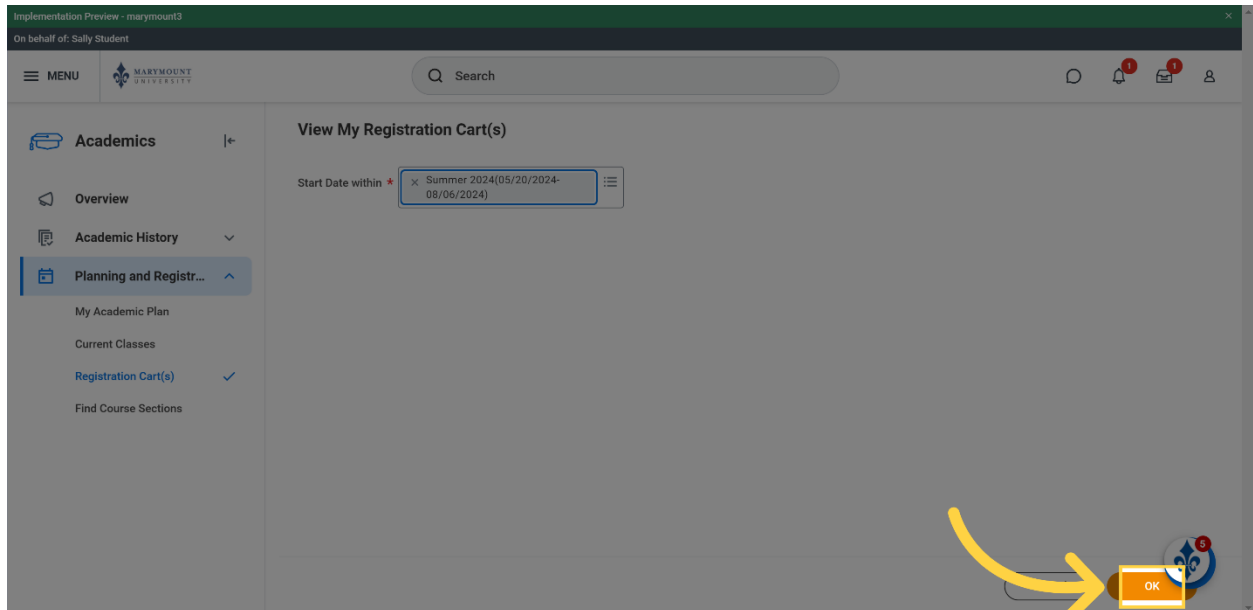 Implementation Preview - marymount3
On behalf of: Sally Student
MENU
MARYMOUNT
UNIVERSITY
Search
1
1
Academics
View My Registration Cart(s)
Start Date within *
Summer 2024(05/20/2024-
08/06/2024)
Overview
Academic History
Planning and Registr...
My Academic Plan
Current Classes
Registration Cart(s)
Find Course Sections
5
OK